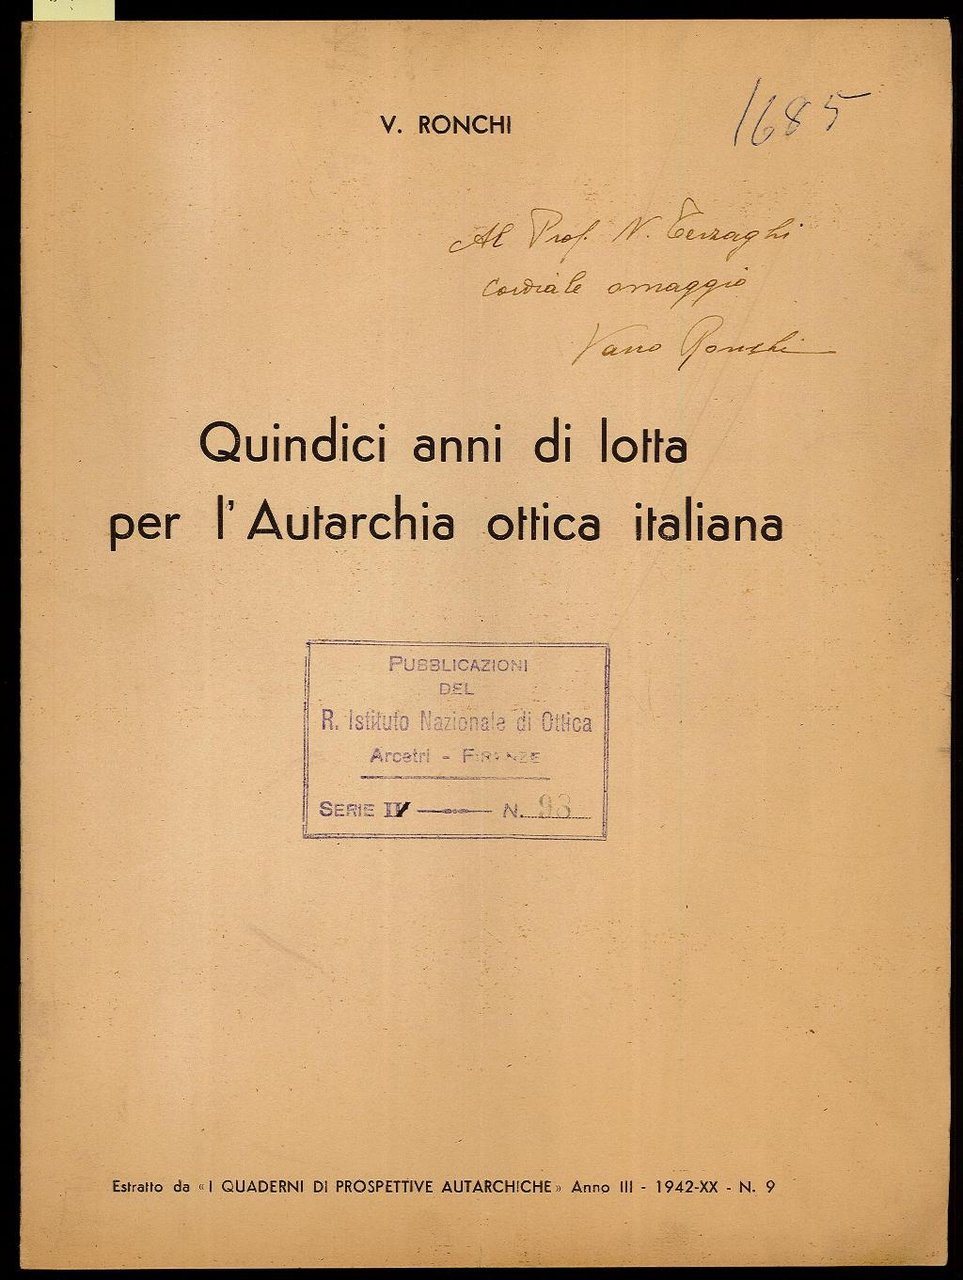 V. RONCHI
1685
Al Prof. N. Terzaghi
cordiale omaggio
Vasco Ronchi
Quindici anni di lotta
per l'Autarchia ottica italiana
PUBBLICAZIONI
DEL
R. Istituto Nazionale di Ottica
Arcetri - FIRENZE
SERIE IV N. 93
Estratto da «I QUADERNI DI PROSPETTIVE AUTARCHICHE» Anno III - 1942-XX - N. 9